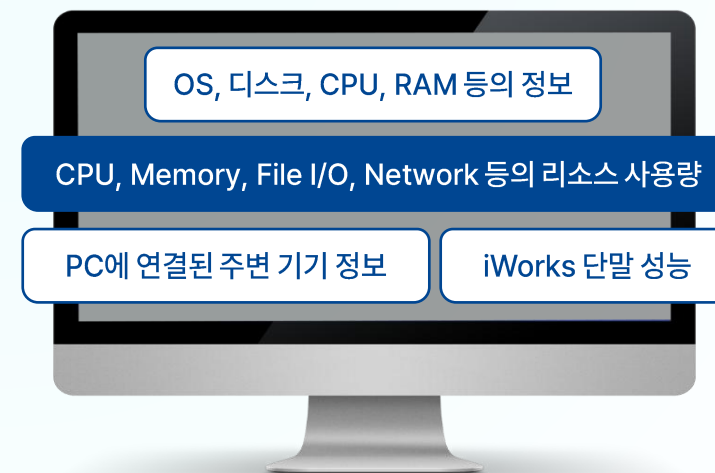 OS, 디스크, CPU, RAM 등의 정보
CPU, Memory, File I/O, Network 등의 리소스 사용량
PC에 연결된 주변 기기 정보
iWorks 단말 성능